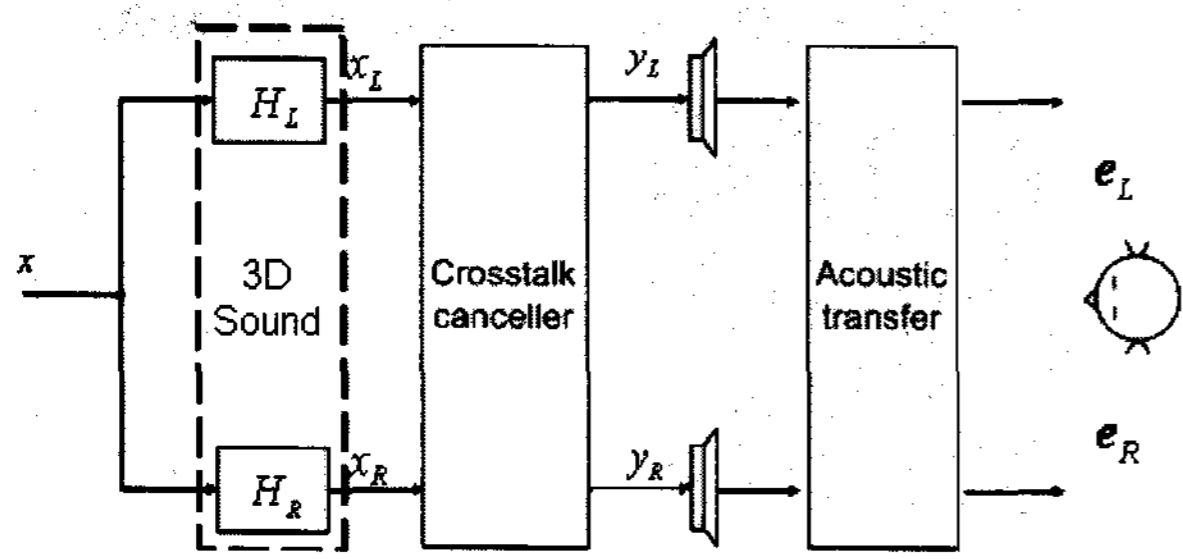 x
H_L
x_L
3D
Sound
H_R
x_R
Crosstalk
canceller
y_L
y_R
Acoustic
transfer
e_L
e_R